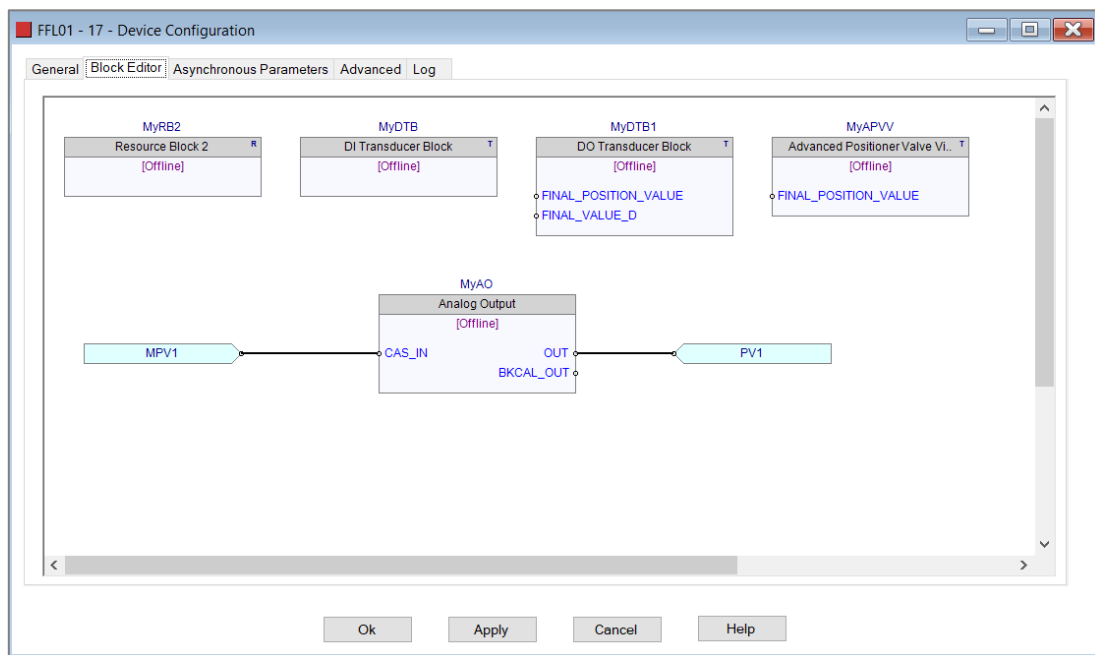 FFL01 - 17 - Device Configuration
General Block Editor Asynchronous Parameters Advanced Log
MyRB2 MyDTB MyDTB1 MyAPVV
Resource Block 2 R DI Transducer Block T DO Transducer Block T Advanced Positioner Valve Vi.. T
[Offline] [Offline] [Offline] [Offline]
FINAL_POSITION_VALUE FINAL_POSITION_VALUE
FINAL_VALUE_D
MyAO
Analog Output
[Offline]
MPV1 CAS_IN OUT PV1
BKCAL_OUT
Ok Apply Cancel Help